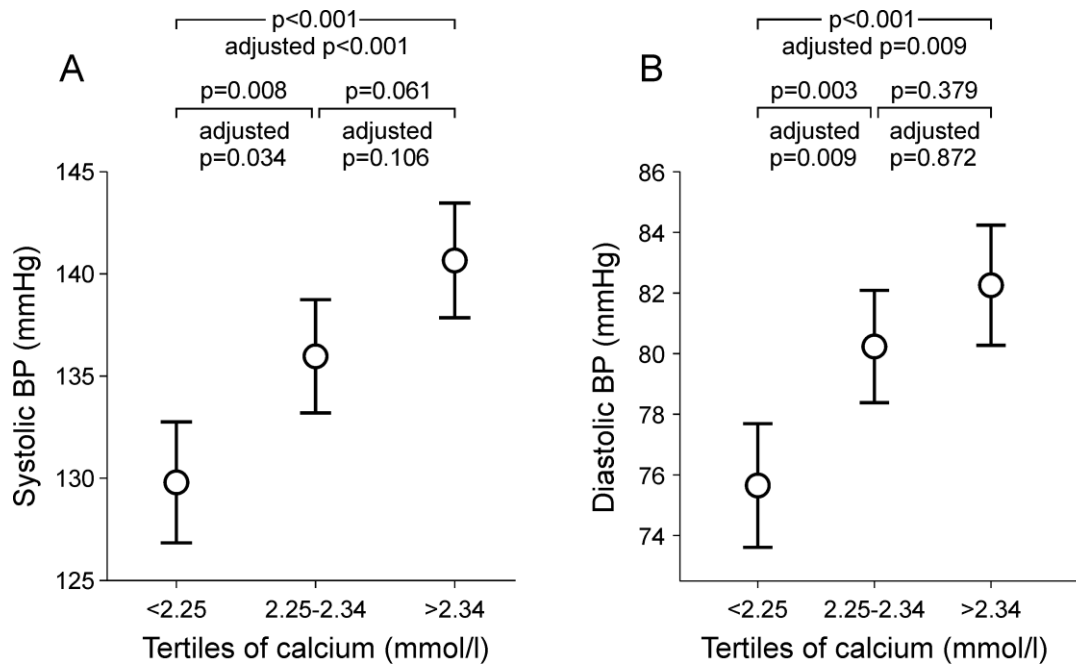 A
p<0.001
adjusted p<0.001
p=0.008
p=0.061
adjusted
p=0.034
adjusted
p=0.106
Systolic BP (mmHg)
145
140
135
130
125
<2.25
2.25-2.34
>2.34
Tertiles of calcium (mmol/l)
B
p<0.001
adjusted p=0.009
p=0.003
p=0.379
adjusted
p=0.009
adjusted
p=0.872
Diastolic BP (mmHg)
86
84
82
80
78
76
74
<2.25
2.25-2.34
>2.34
Tertiles of calcium (mmol/l)